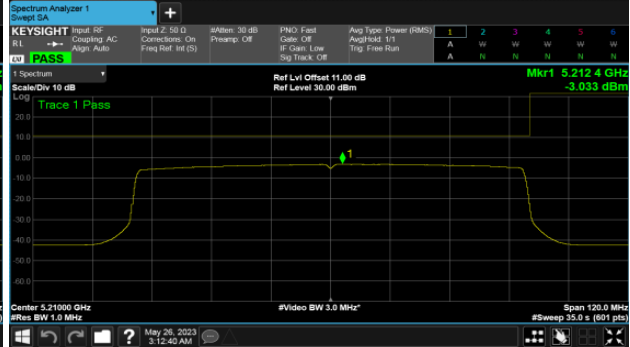 Spectrum Analyzer 1
Swept SA
+
KEYSIGHT Input: RF Input Z: 50 Ω #Atten: 30 dB PNO: Fast Avg Type: Power (RMS) 1 2 3 4 5 6
Coupling: AC Corrections: On Preamp: Off Gate: Off Avg|Hold: 1/1 A W W W W W
RL Align: Auto Freq Ref: Int (S) IF Gain: Low Trig: Free Run
Sig Track: Off A N N N N N
LXI PASS
1 Spectrum Ref Lvl Offset 11.00 dB Mkr1 5.212 4 GHz
Scale/Div 10 dB Ref Level 30.00 dBm -3.033 dBm
Log Trace 1 Pass
20.0
10.0
0.00 1
-10.0
-20.0
-30.0
-40.0
-50.0
-60.0
Center 5.21000 GHz #Video BW 3.0 MHz* Span 120.0 MHz
#Res BW 1.0 MHz #Sweep 35.0 s (601 pts)
? May 26, 2023
3:12:40 AM